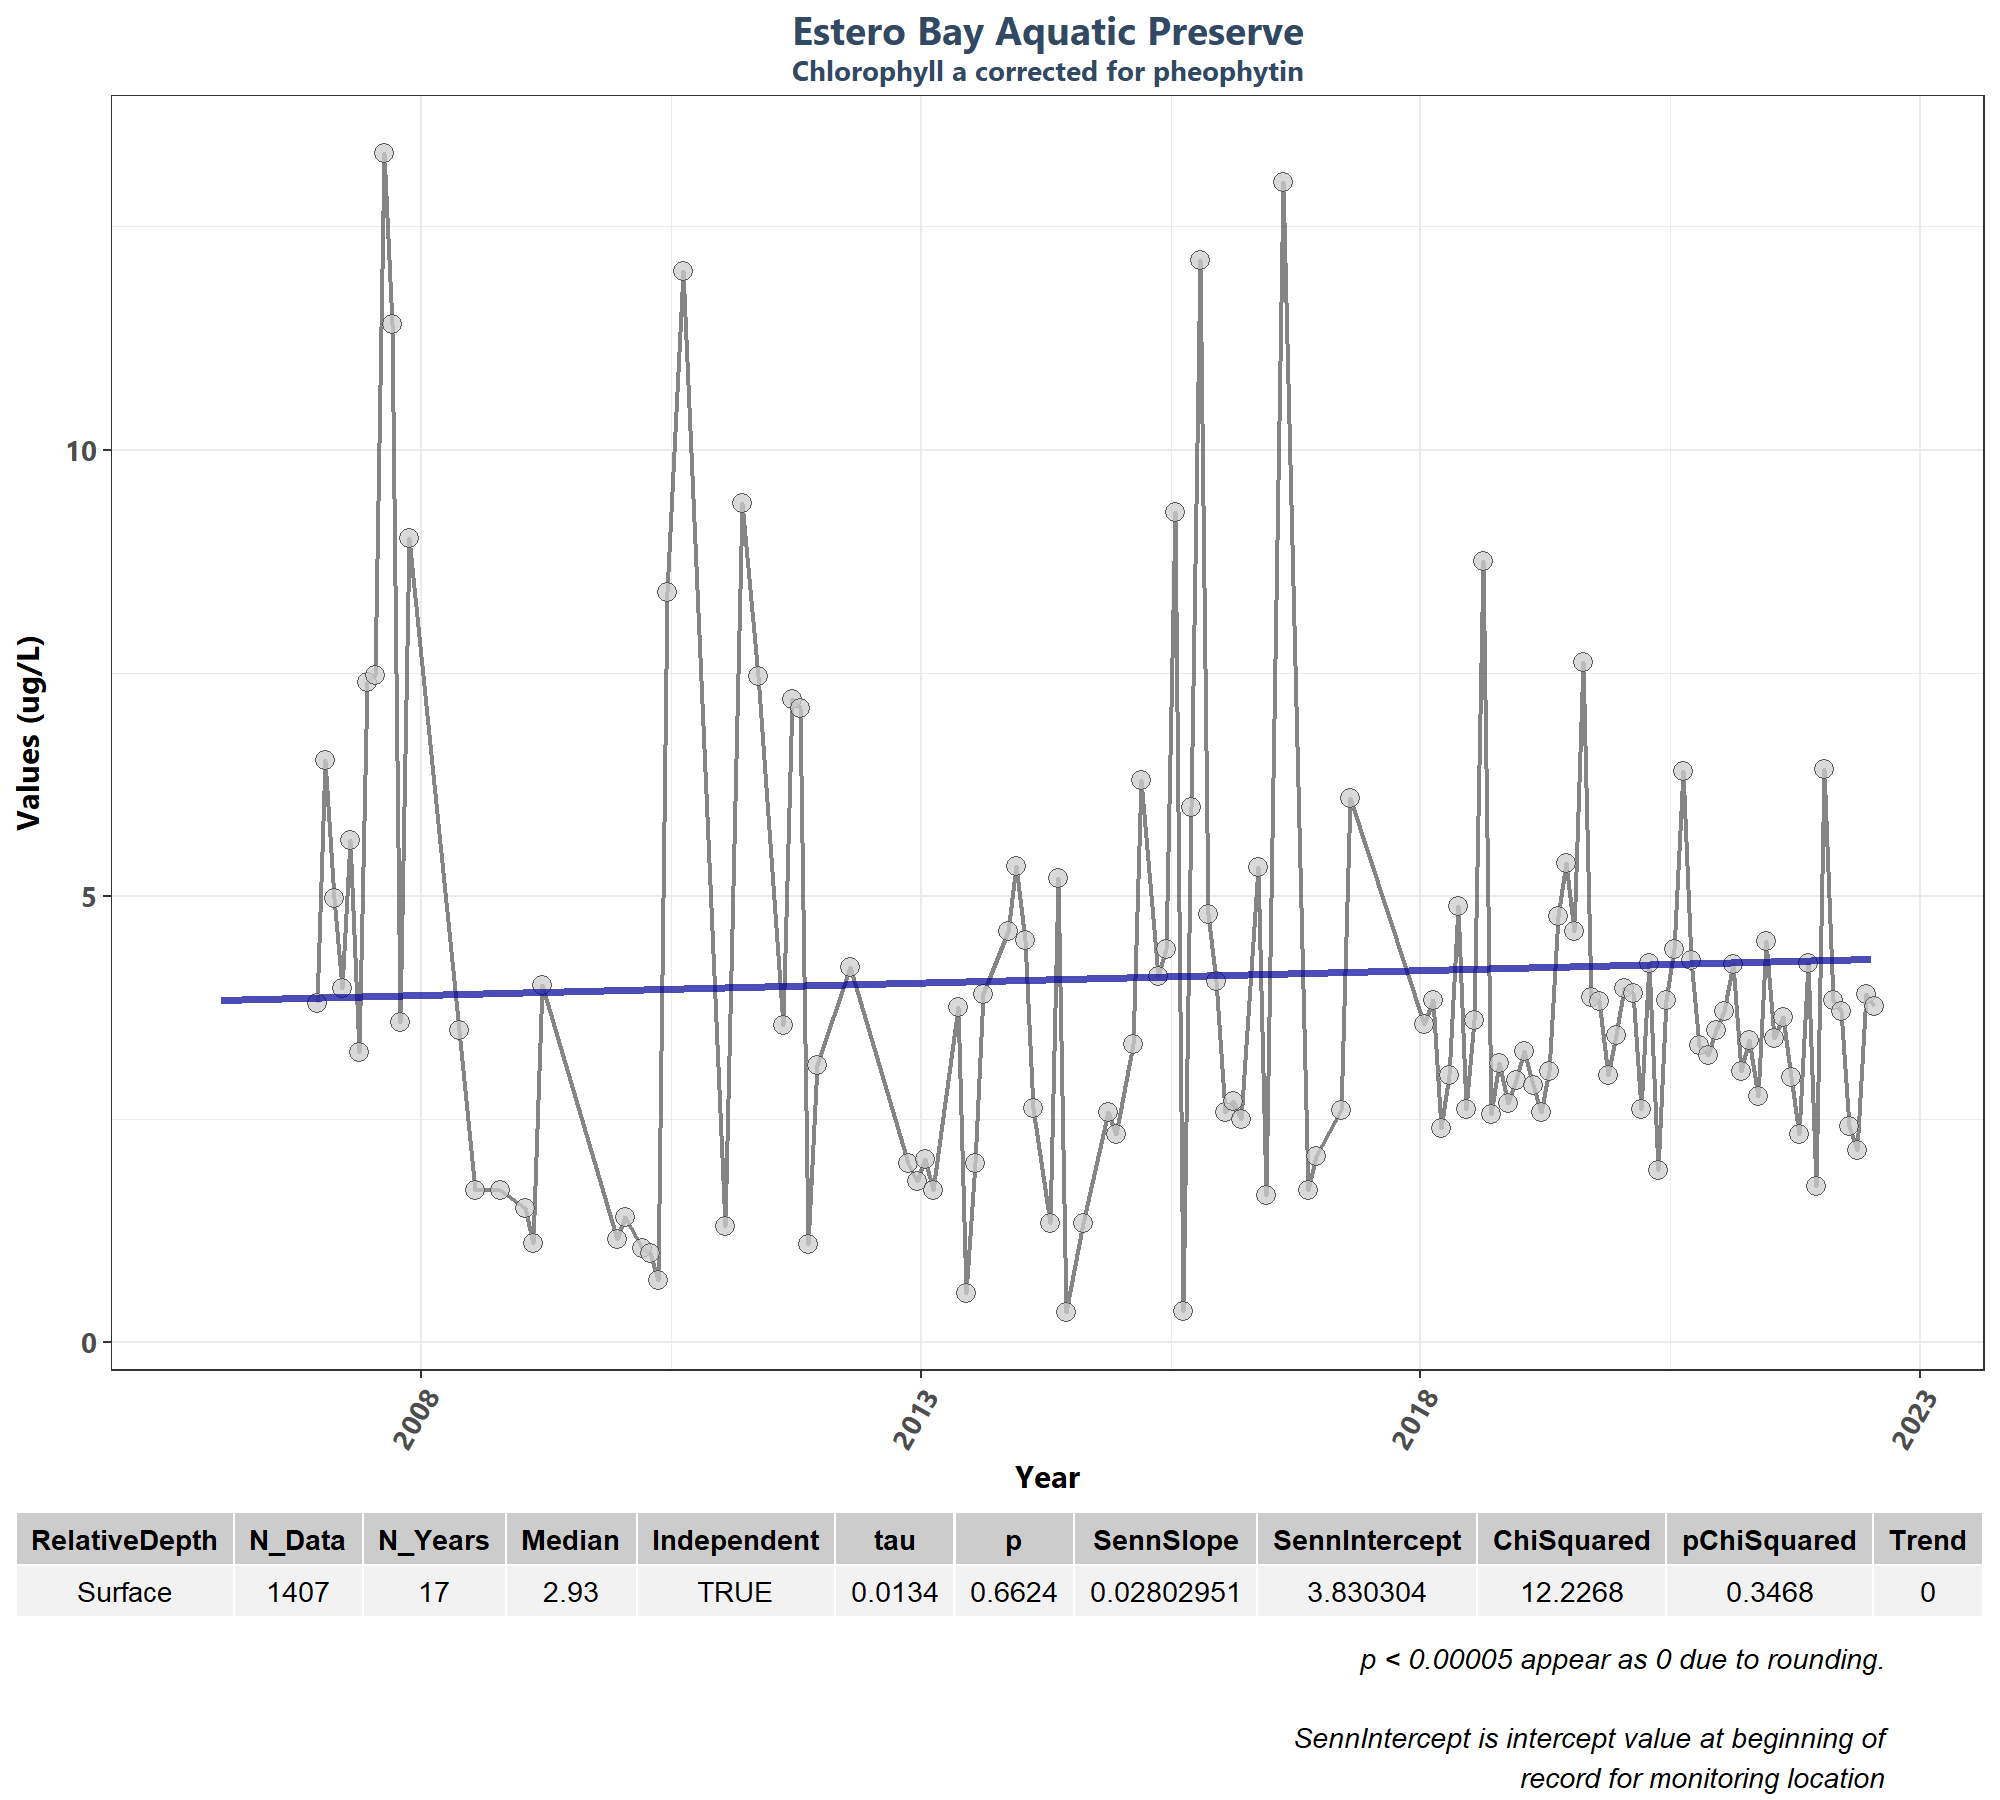 Estero Bay Aquatic Preserve
Chlorophyll a corrected for pheophytin
Values (ug/L)
10
5
0
2008
2013
2018
2023
Year
RelativeDepth N_Data N_Years Median Independent tau p SennSlope SennIntercept ChiSquared pChiSquared Trend
Surface 1407 17 2.93 TRUE 0.0134 0.6624 0.02802951 3.830304 12.2268 0.3468 0
p < 0.00005 appear as 0 due to rounding.
SennIntercept is intercept value at beginning of
record for monitoring location